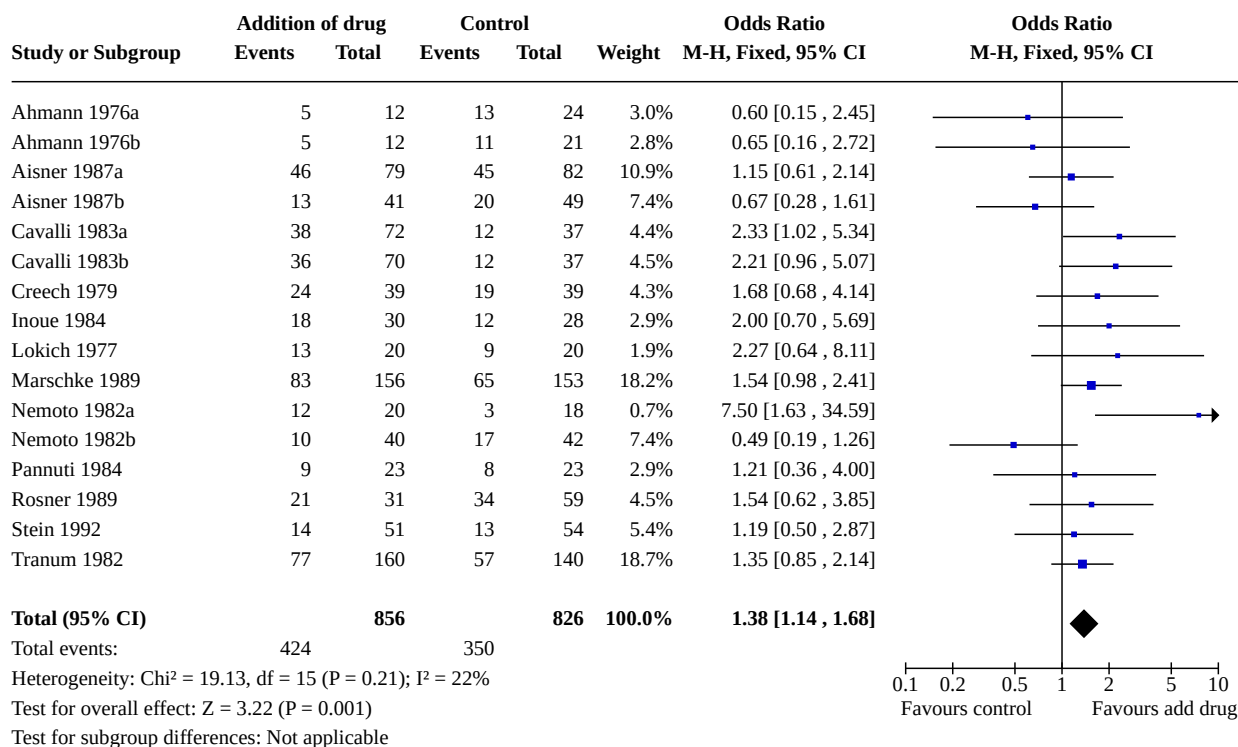 Addition of drug Control Odds Ratio Odds Ratio
Study or Subgroup Events Total Events Total Weight M-H, Fixed, 95% CI M-H, Fixed, 95% CI
Ahmann 1976a 5 12 13 24 3.0% 0.60 [0.15 , 2.45]
Ahmann 1976b 5 12 11 21 2.8% 0.65 [0.16 , 2.72]
Aisner 1987a 46 79 45 82 10.9% 1.15 [0.61 , 2.14]
Aisner 1987b 13 41 20 49 7.4% 0.67 [0.28 , 1.61]
Cavalli 1983a 38 72 12 37 4.4% 2.33 [1.02 , 5.34]
Cavalli 1983b 36 70 12 37 4.5% 2.21 [0.96 , 5.07]
Creech 1979 24 39 19 39 4.3% 1.68 [0.68 , 4.14]
Inoue 1984 18 30 12 28 2.9% 2.00 [0.70 , 5.69]
Lokich 1977 13 20 9 20 1.9% 2.27 [0.64 , 8.11]
Marschke 1989 83 156 65 153 18.2% 1.54 [0.98 , 2.41]
Nemoto 1982a 12 20 3 18 0.7% 7.50 [1.63 , 34.59]
Nemoto 1982b 10 40 17 42 7.4% 0.49 [0.19 , 1.26]
Pannuti 1984 9 23 8 23 2.9% 1.21 [0.36 , 4.00]
Rosner 1989 21 31 34 59 4.5% 1.54 [0.62 , 3.85]
Stein 1992 14 51 13 54 5.4% 1.19 [0.50 , 2.87]
Tranum 1982 77 160 57 140 18.7% 1.35 [0.85 , 2.14]
Total (95% CI) 856 826 100.0% 1.38 [1.14 , 1.68]
Total events: 424 350
Heterogeneity: Chi² = 19.13, df = 15 (P = 0.21); I² = 22%
0.1 0.2 0.5 1 2 5 10
Test for overall effect: Z = 3.22 (P = 0.001) Favours control Favours add drug
Test for subgroup differences: Not applicable